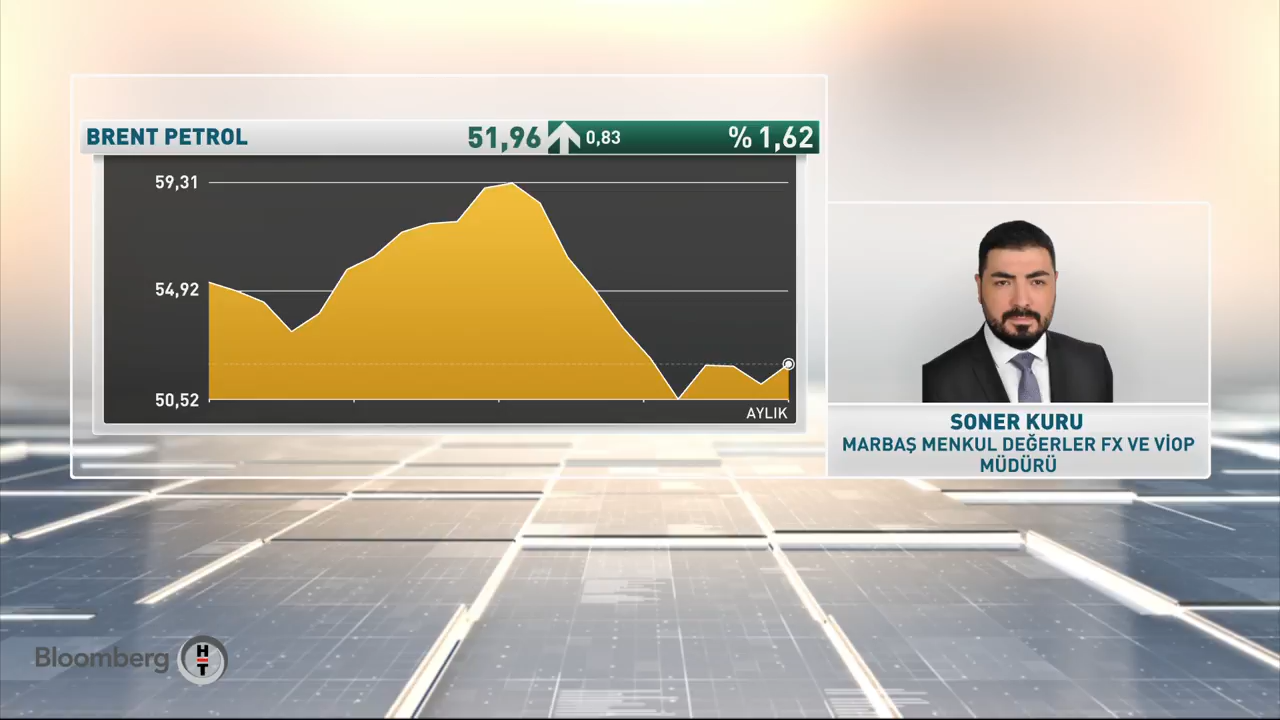 BRENT PETROL 51,96 0,83 % 1,62
59,31
54,92
50,52
AYLIK
SONER KURU
MARBAŞ MENKUL DEĞERLER FX VE VİOP
MÜDÜRÜ
Bloomberg HT